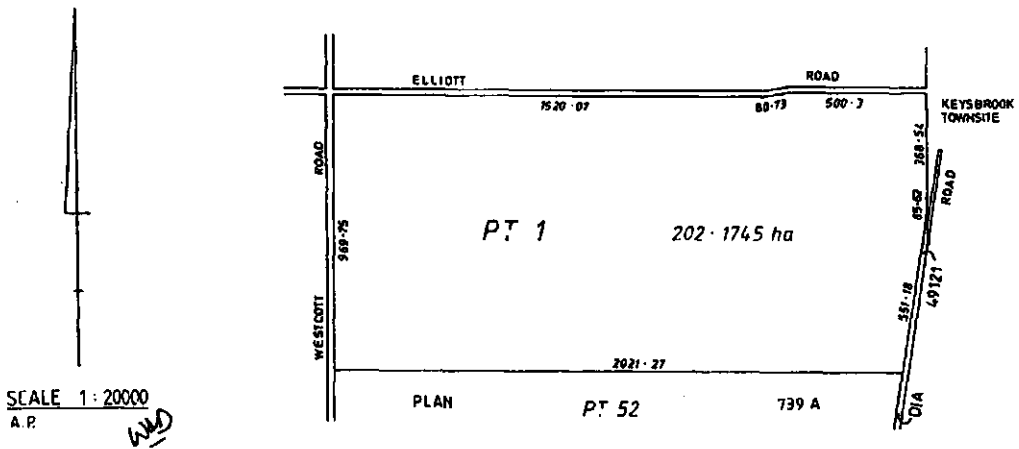 ELLIOTT ROAD
1520·07 80·73 500·3
KEYSBROOK
TOWNSITE
368·54
ROAD
ROAD
85·62
PT 1 202·1745 ha
969·75
49121
551·18
WESTCOTT
2021·27
SCALE 1:20000
A.P.
PLAN PT 52 739 A
DIA